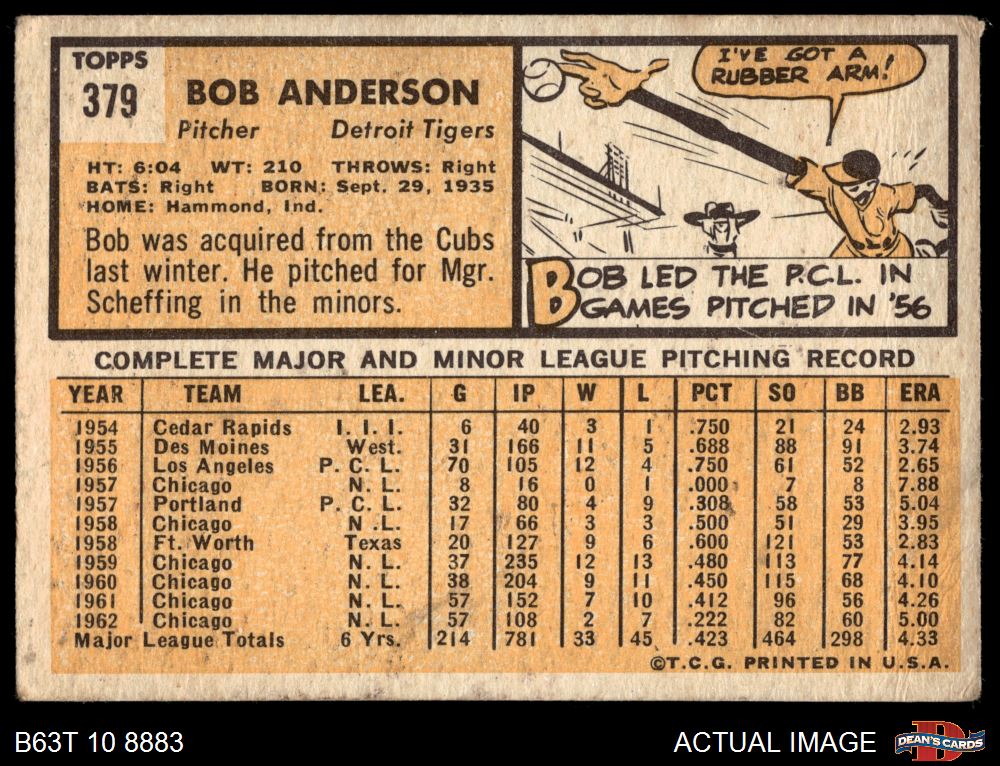 TOPPS
379
BOB ANDERSON
Pitcher Detroit Tigers
HT: 6:04 WT: 210 THROWS: Right
BATS: Right BORN: Sept. 29, 1935
HOME: Hammond, Ind.
Bob was acquired from the Cubs
last winter. He pitched for Mgr.
Scheffing in the minors.
I'VE GOT A
RUBBER ARM!
BOB LED THE P.C.L. IN
GAMES PITCHED IN '56
COMPLETE MAJOR AND MINOR LEAGUE PITCHING RECORD
YEAR TEAM LEA. G IP W L PCT SO BB ERA
1954 Cedar Rapids I. I. I. 6 40 3 1 .750 21 24 2.93
1955 Des Moines West. 31 166 11 5 .688 88 91 3.74
1956 Los Angeles P. C. L. 70 105 12 4 .750 61 52 2.65
1957 Chicago N. L. 8 16 0 1 .000 7 8 7.88
1957 Portland P. C. L. 32 80 4 9 .308 58 53 5.04
1958 Chicago N .L. 17 66 3 3 .500 51 29 3.95
1958 Ft. Worth Texas 20 127 9 6 .600 121 53 2.83
1959 Chicago N. L. 37 235 12 13 .480 113 77 4.14
1960 Chicago N. L. 38 204 9 11 .450 115 68 4.10
1961 Chicago N. L. 57 152 7 10 .412 96 56 4.26
1962 Chicago N. L. 57 108 2 7 .222 82 60 5.00
Major League Totals 6 Yrs. 214 781 33 45 .423 464 298 4.33
©T.C.G. PRINTED IN U.S.A.
B63T 10 8883
ACTUAL IMAGE
DEAN'S CARDS